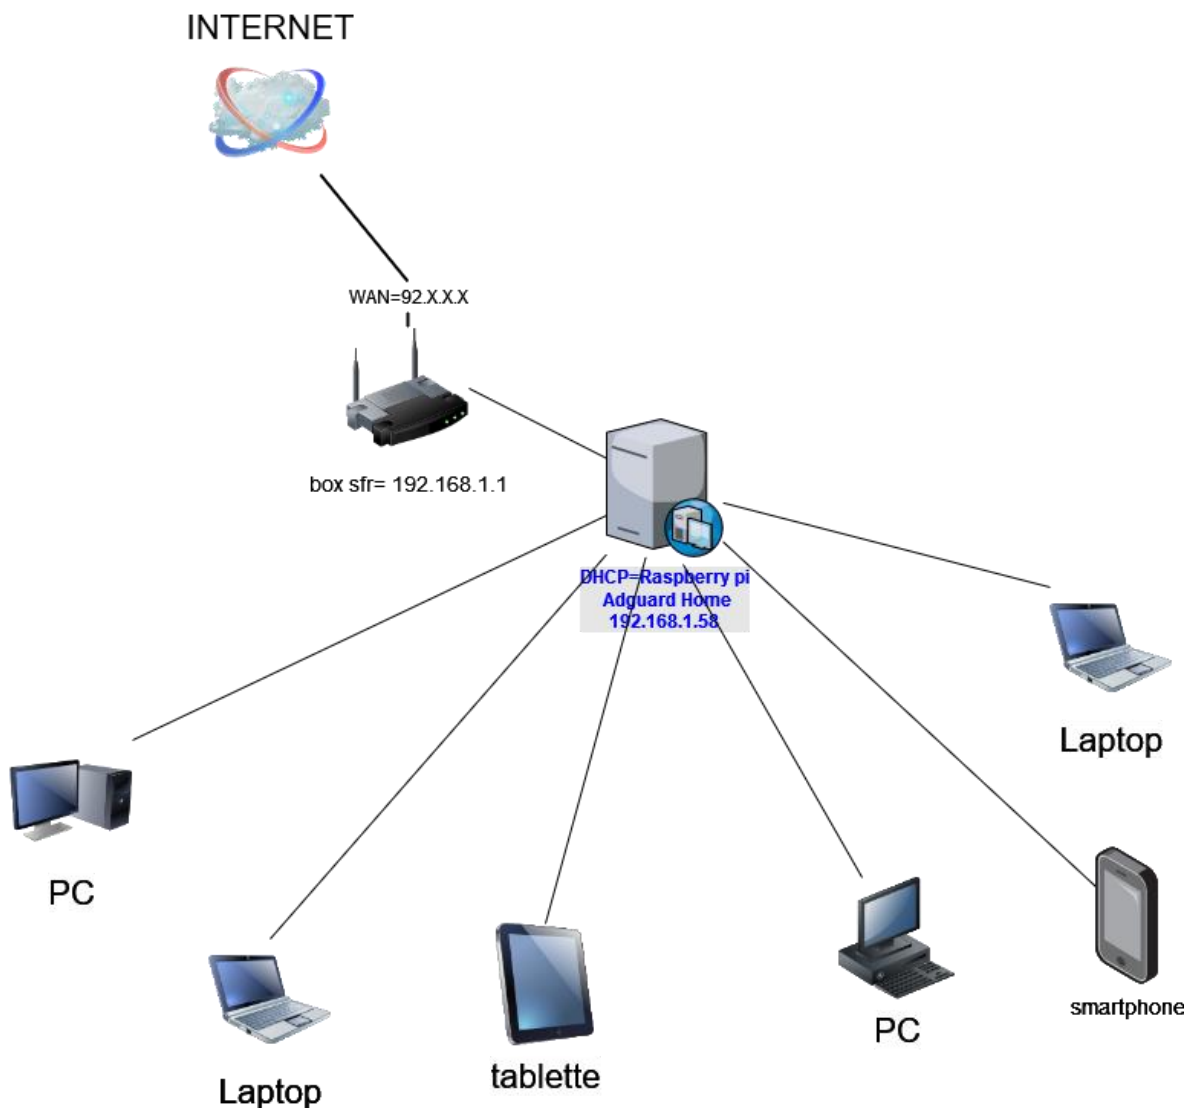 INTERNET
WAN=92.X.X.X
box sfr= 192.168.1.1
DHCP=Raspberry pi
Adguard Home
192.168.1.58
Laptop
PC
smartphone
PC
tablette
Laptop